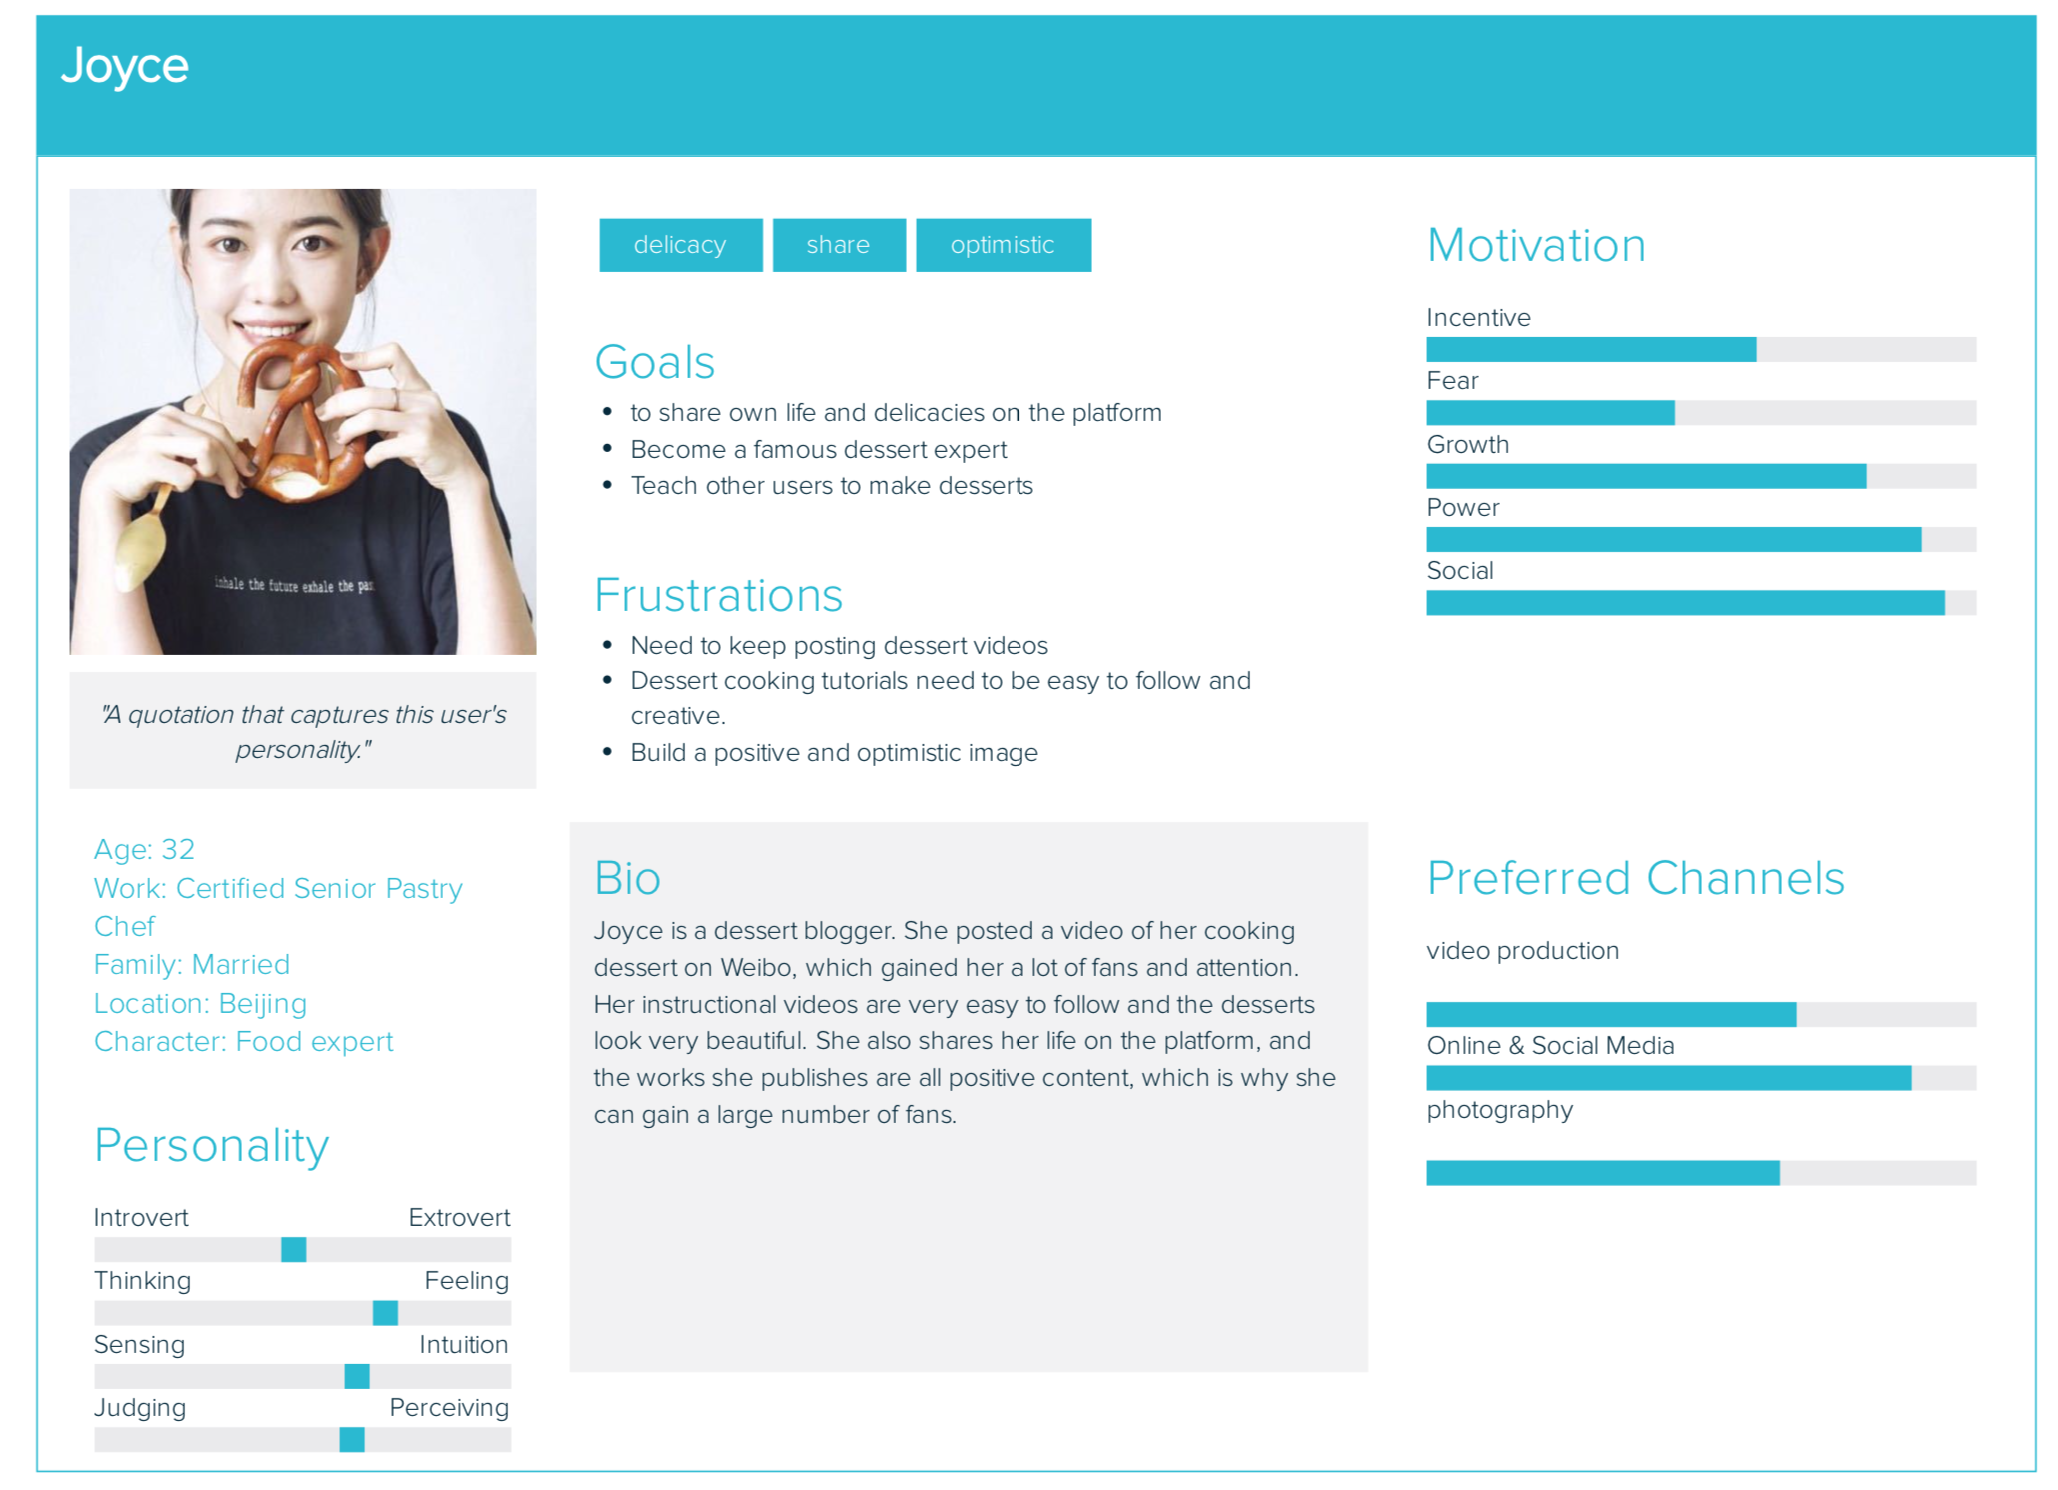 Joyce
inhale the future exhale the pas
"A quotation that captures this user's
personality."
Age: 32
Work: Certified Senior Pastry
Chef
Family: Married
Location: Beijing
Character: Food expert
Personality
Introvert Extrovert
Thinking Feeling
Sensing Intuition
Judging Perceiving
delicacy share optimistic
Goals
• to share own life and delicacies on the platform
• Become a famous dessert expert
• Teach other users to make desserts
Frustrations
• Need to keep posting dessert videos
• Dessert cooking tutorials need to be easy to follow and
creative.
• Build a positive and optimistic image
Bio
Joyce is a dessert blogger. She posted a video of her cooking
dessert on Weibo, which gained her a lot of fans and attention.
Her instructional videos are very easy to follow and the desserts
look very beautiful. She also shares her life on the platform, and
the works she publishes are all positive content, which is why she
can gain a large number of fans.
Motivation
Incentive
Fear
Growth
Power
Social
Preferred Channels
video production
Online & Social Media
photography